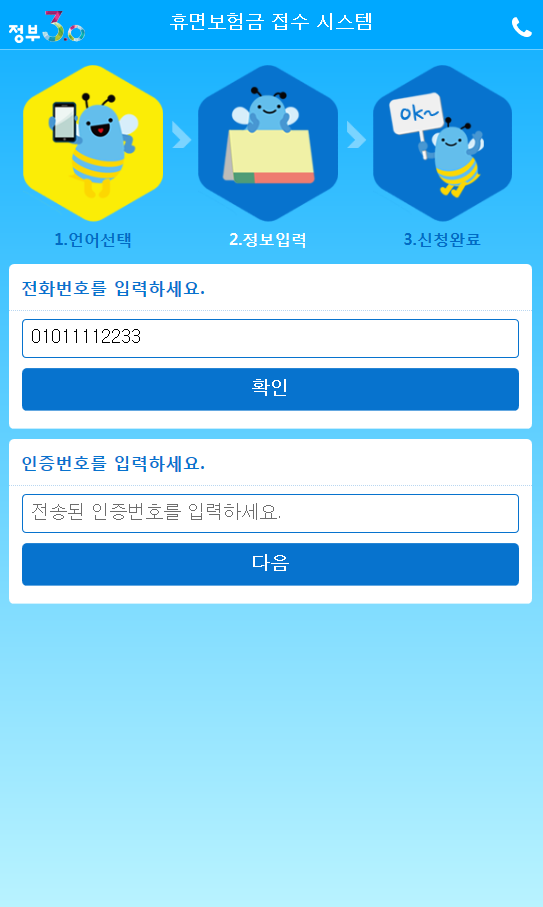 정부3.0
휴면보험금 접수 시스템
OK~
1.언어선택
2.정보입력
3.신청완료
전화번호를 입력하세요.
01011112233
확인
인증번호를 입력하세요.
전송된 인증번호를 입력하세요.
다음